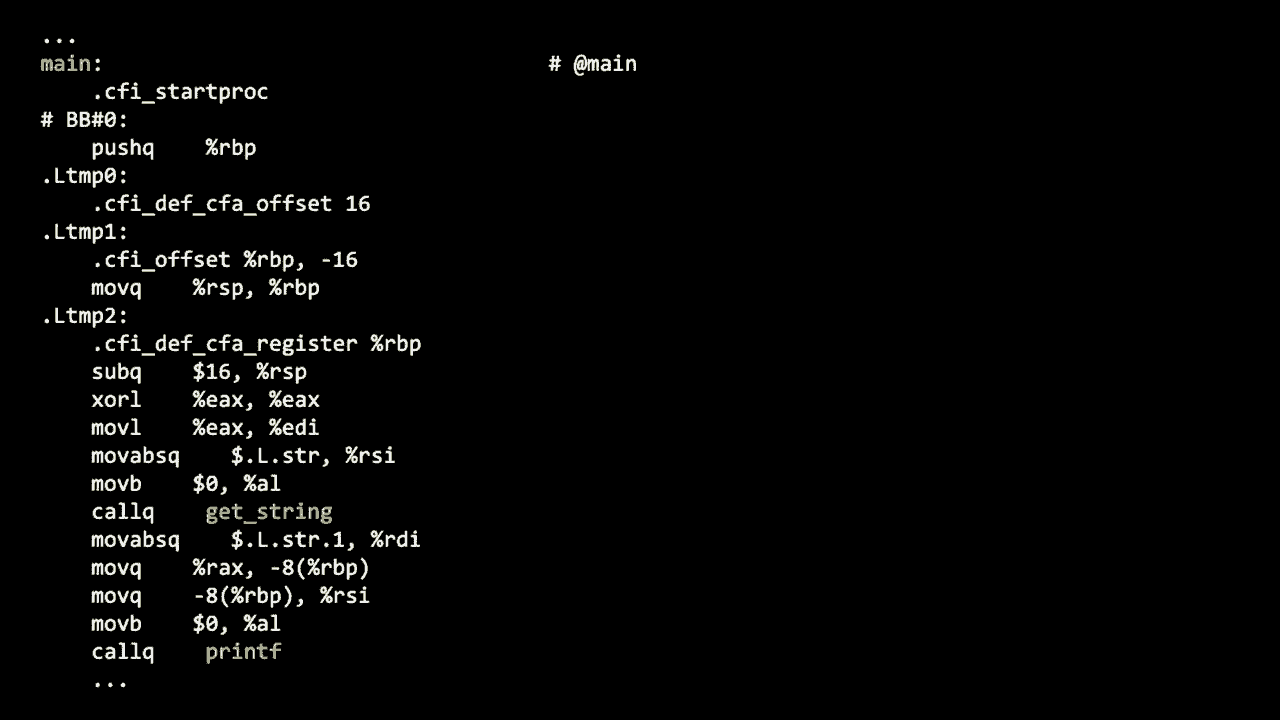 ...
main:                                   # @main
    .cfi_startproc
# BB#0:
    pushq    %rbp
.Ltmp0:
    .cfi_def_cfa_offset 16
.Ltmp1:
    .cfi_offset %rbp, -16
    movq    %rsp, %rbp
.Ltmp2:
    .cfi_def_cfa_register %rbp
    subq    $16, %rsp
    xorl    %eax, %eax
    movl    %eax, %edi
    movabsq    $.L.str, %rsi
    movb    $0, %al
    callq    get_string
    movabsq    $.L.str.1, %rdi
    movq    %rax, -8(%rbp)
    movq    -8(%rbp), %rsi
    movb    $0, %al
    callq    printf
    ...